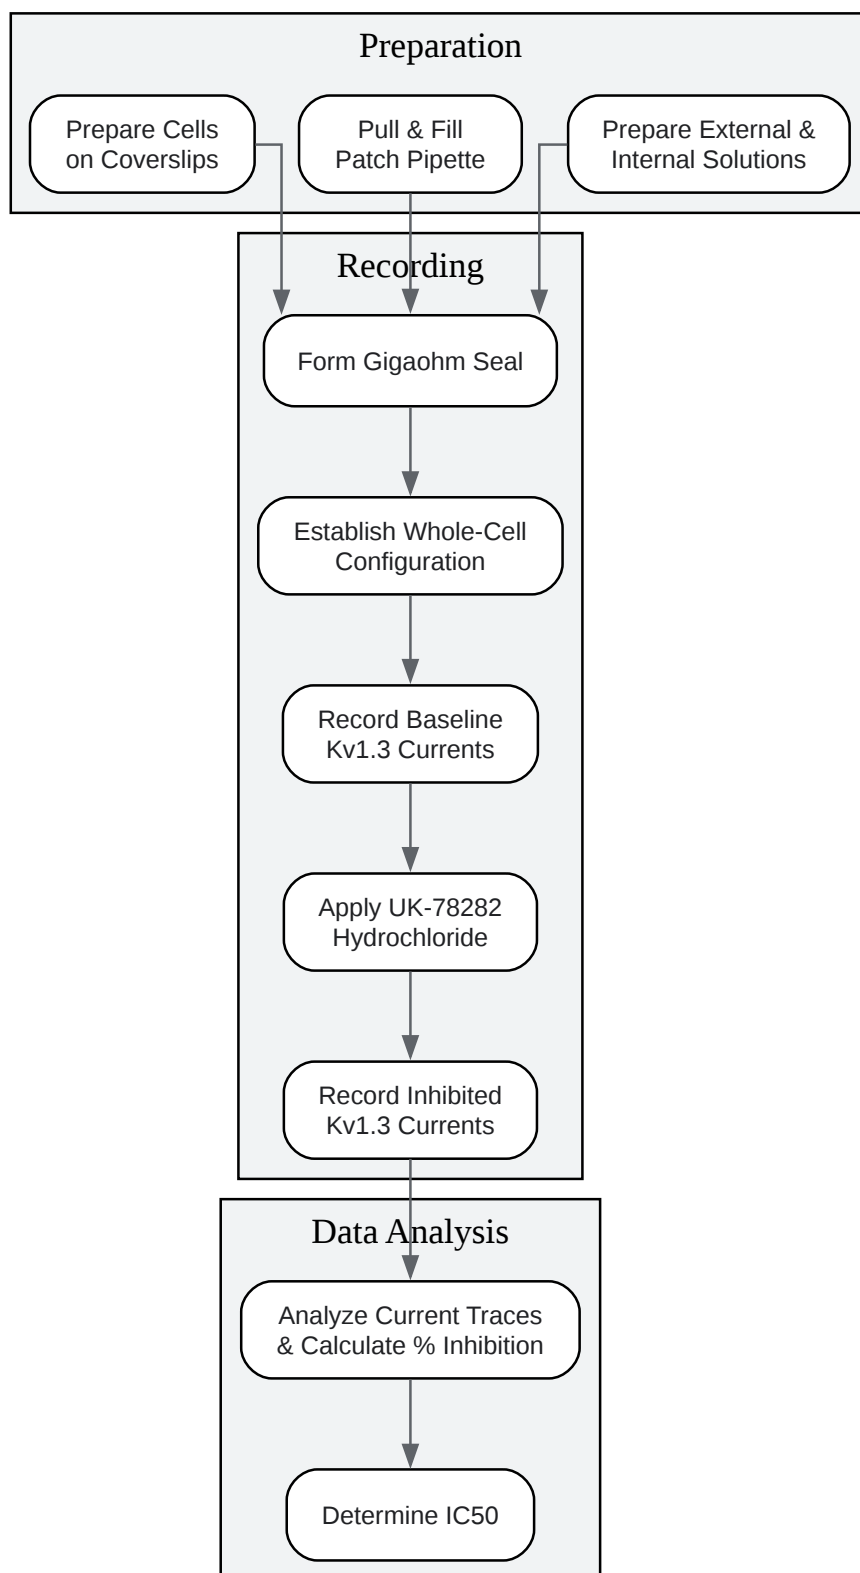 Preparation
Prepare Cells
on Coverslips
Pull & Fill
Patch Pipette
Prepare External &
Internal Solutions
Recording
Form Gigaohm Seal
Establish Whole-Cell
Configuration
Record Baseline
Kv1.3 Currents
Apply UK-78282
Hydrochloride
Record Inhibited
Kv1.3 Currents
Data Analysis
Analyze Current Traces
& Calculate % Inhibition
Determine IC50